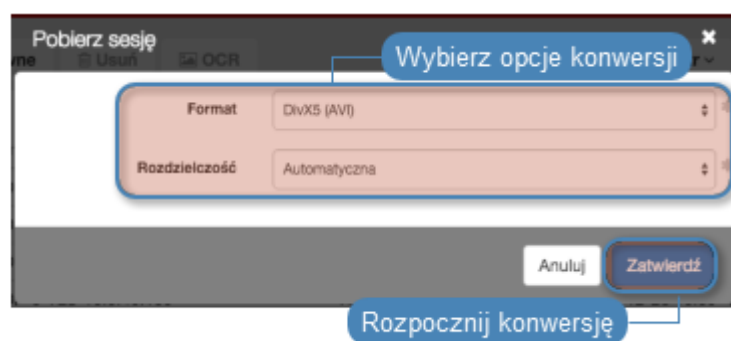 Pobierz sesję
Wybierz opcje konwersji
Usuń
OCR
Format
DivX5 (AVI)
Rozdzielczość
Automatyczna
Anuluj
Zatwierdź
Rozpocznij konwersję